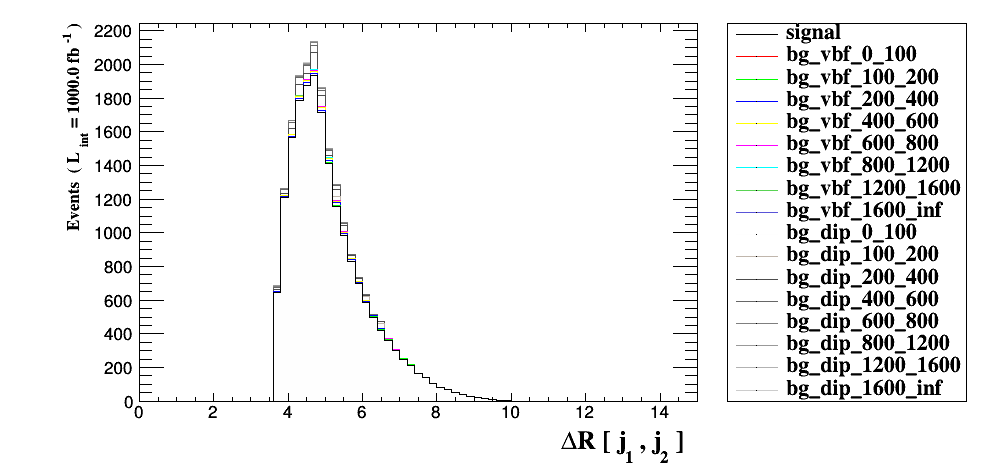 Events ( L int = 1000.0 fb -1 )
2200
2000
1800
1600
1400
1200
1000
800
600
400
200
0
0 2 4 6 8 10 12 14
ΔR [ j1 , j2 ]
signal
bg_vbf_0_100
bg_vbf_100_200
bg_vbf_200_400
bg_vbf_400_600
bg_vbf_600_800
bg_vbf_800_1200
bg_vbf_1200_1600
bg_vbf_1600_inf
bg_dip_0_100
bg_dip_100_200
bg_dip_200_400
bg_dip_400_600
bg_dip_600_800
bg_dip_800_1200
bg_dip_1200_1600
bg_dip_1600_inf